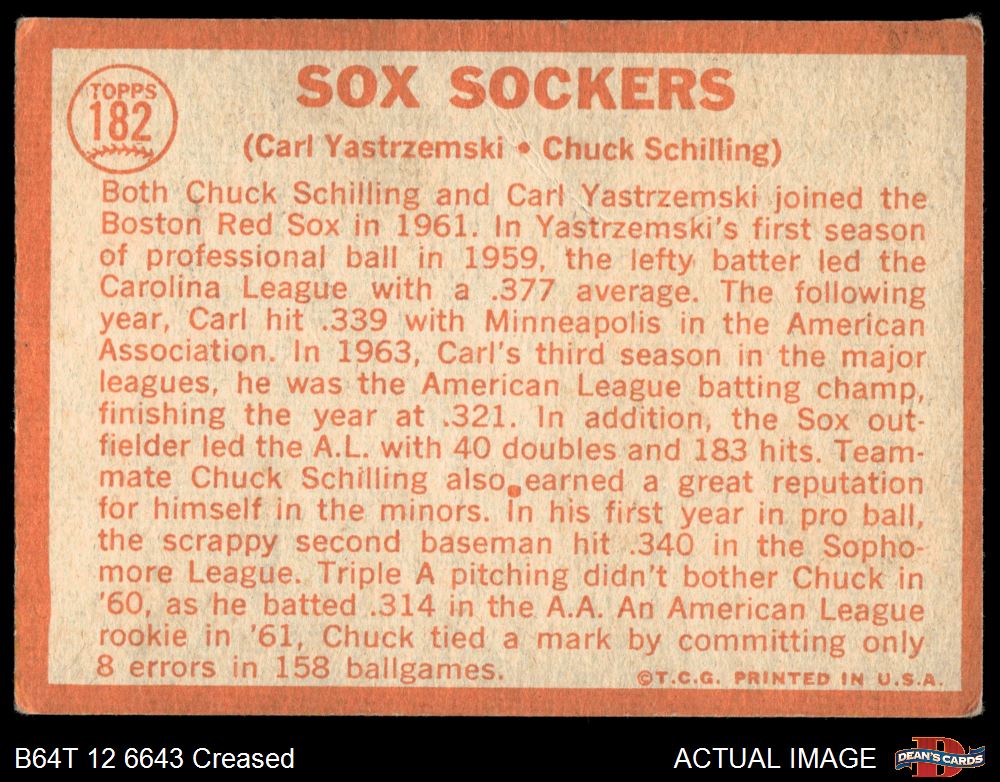 TOPPS
182
SOX SOCKERS
(Carl Yastrzemski • Chuck Schilling)
Both Chuck Schilling and Carl Yastrzemski joined the
Boston Red Sox in 1961. In Yastrzemski's first season
of professional ball in 1959, the lefty batter led the
Carolina League with a .377 average. The following
year, Carl hit .339 with Minneapolis in the American
Association. In 1963, Carl's third season in the major
leagues, he was the American League batting champ,
finishing the year at .321. In addition, the Sox out-
fielder led the A.L. with 40 doubles and 183 hits. Team-
mate Chuck Schilling also earned a great reputation
for himself in the minors. In his first year in pro ball,
the scrappy second baseman hit .340 in the Sopho-
more League. Triple A pitching didn't bother Chuck in
'60, as he batted .314 in the A.A. An American League
rookie in '61, Chuck tied a mark by committing only
8 errors in 158 ballgames.
©T.C.G. PRINTED IN U.S.A.
B64T 12 6643 Creased
ACTUAL IMAGE
D
DEAN'S CARDS